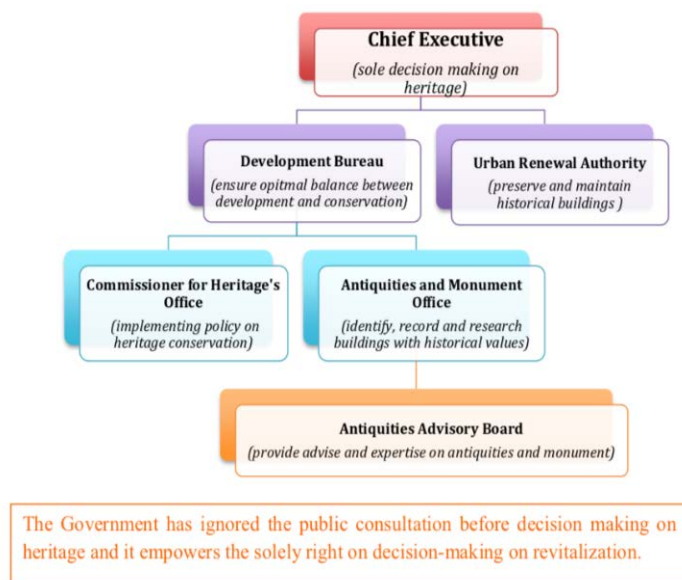 Chief Executive
(sole decision making on
heritage)
Development Bureau
(ensure opitmal balance between
development and conservation)
Urban Renewal Authority
(preserve and maintain
historical buildings )
Commissioner for Heritage's
Office
(implementing policy on
heritage conservation)
Antiquities and Monument
Office
(identify, record and research
buildings with historical values)
Antiquities Advisory Board
(provide advise and expertise on antiquities and monument)
The Government has ignored the public consultation before decision making on
heritage and it empowers the solely right on decision-making on revitalization.